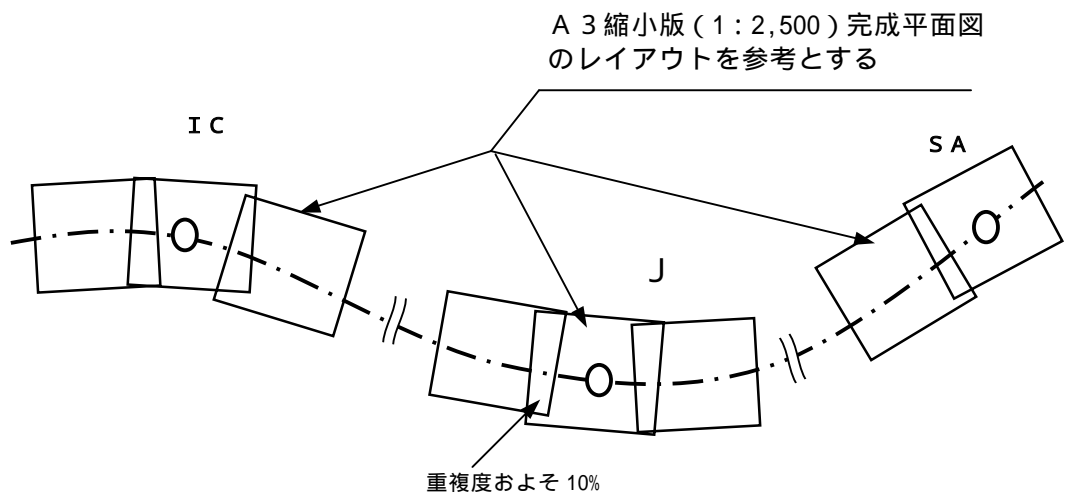 Ａ３縮小版（1：2,500）完成平面図
のレイアウトを参考とする
ＩＣ
ＳＡ
Ｊ
重複度およそ 10%